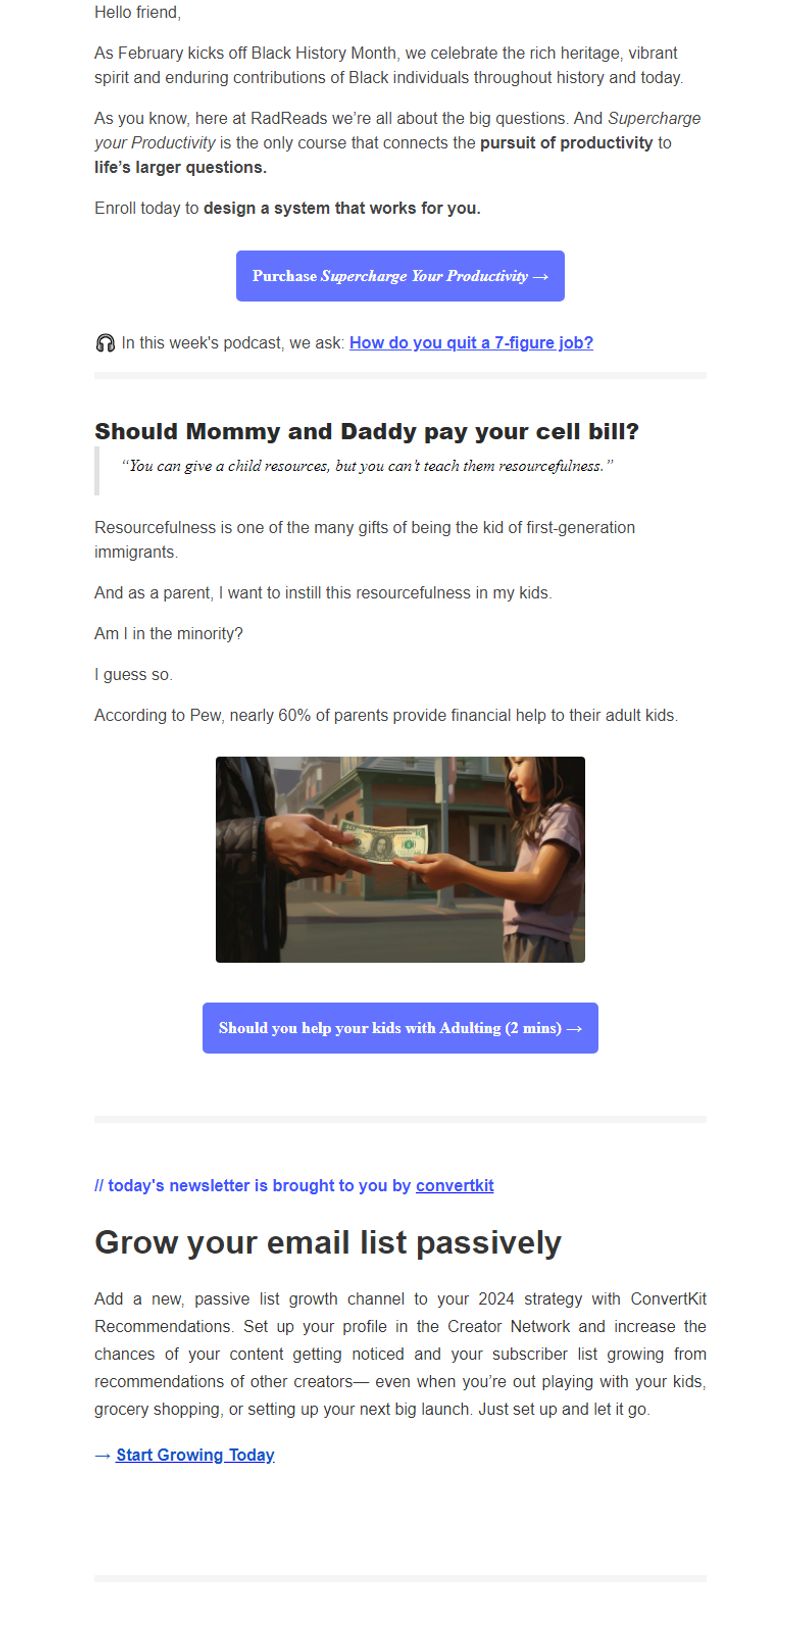 Hello friend,
As February kicks off Black History Month, we celebrate the rich heritage, vibrant
spirit and enduring contributions of Black individuals throughout history and today.
As you know, here at RadReads we’re all about the big questions. And Supercharge
your Productivity is the only course that connects the pursuit of productivity to
life’s larger questions.
Enroll today to design a system that works for you.
Purchase Supercharge Your Productivity →
🎧 In this week's podcast, we ask: How do you quit a 7-figure job?
Should Mommy and Daddy pay your cell bill?
“You can give a child resources, but you can’t teach them resourcefulness.”
Resourcefulness is one of the many gifts of being the kid of first-generation
immigrants.
And as a parent, I want to instill this resourcefulness in my kids.
Am I in the minority?
I guess so.
According to Pew, nearly 60% of parents provide financial help to their adult kids.
Should you help your kids with Adulting (2 mins) →
// today's newsletter is brought to you by convertkit
Grow your email list passively
Add a new, passive list growth channel to your 2024 strategy with ConvertKit
Recommendations. Set up your profile in the Creator Network and increase the
chances of your content getting noticed and your subscriber list growing from
recommendations of other creators— even when you’re out playing with your kids,
grocery shopping, or setting up your next big launch. Just set up and let it go.
→ Start Growing Today